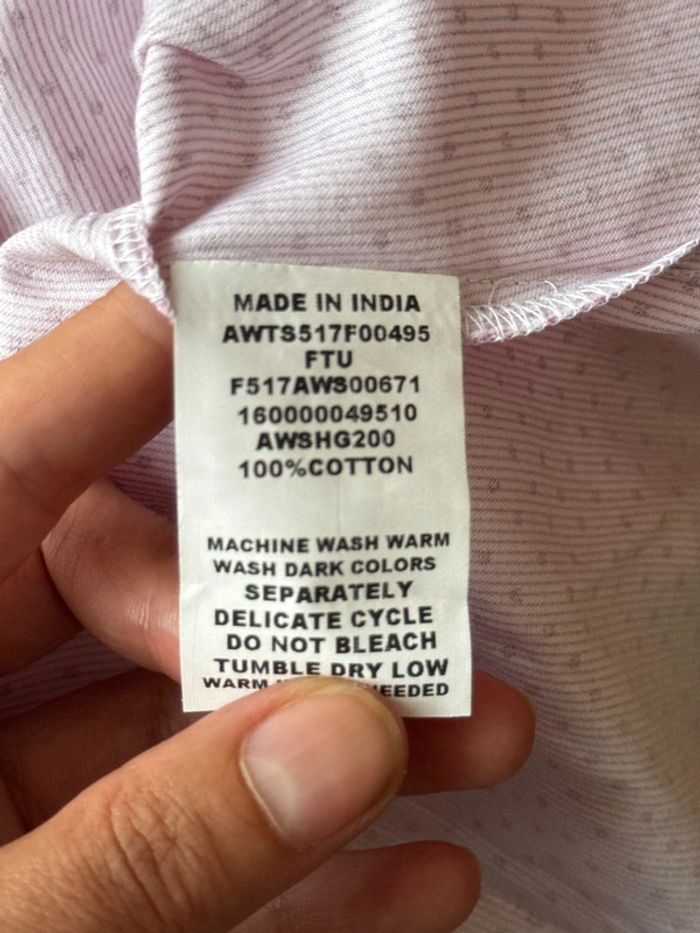 MADE IN INDIA
AWTS517F00495
FTU
F517AWS00671
160000049510
AWSHG200
100%COTTON
MACHINE WASH WARM
WASH DARK COLORS
SEPARATELY
DELICATE CYCLE
DO NOT BLEACH
TUMBLE DRY LOW
WARM